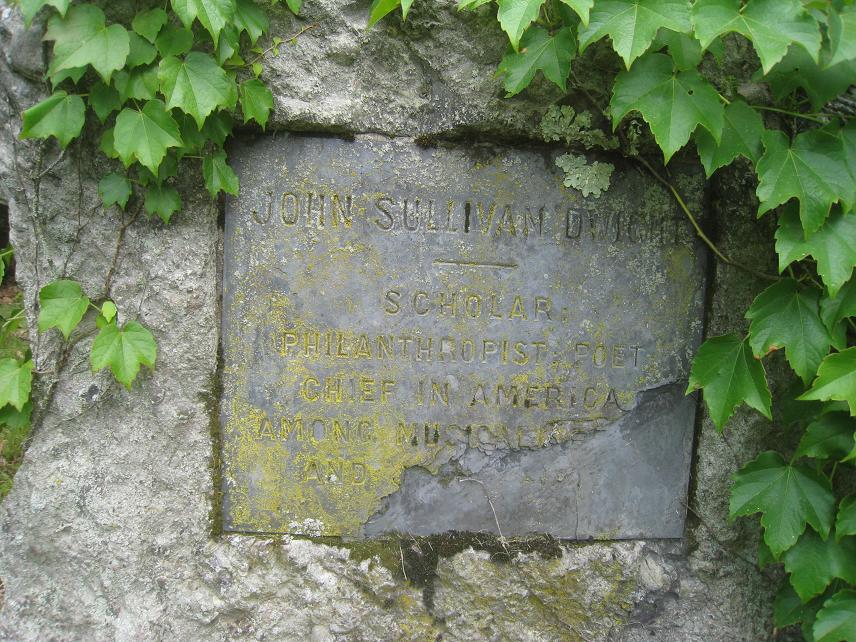 JOHN SULLIVAN DWIGHT
SCHOLAR.
PHILANTHROPIST. POET
CHIEF IN AMERICA
AMONG MUSICAL
AND